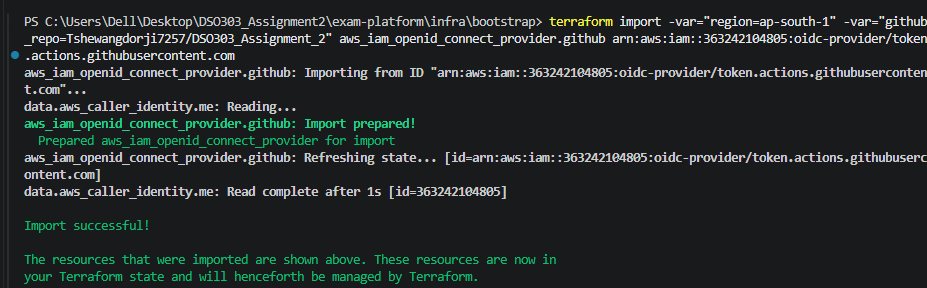 PS C:\Users\Dell\Desktop\DSO303_Assignment2\exam-platform\infra\bootstrap> terraform import -var="region=ap-south-1" -var="github
_repo=Tshewangdorji7257/DSO303_Assignment_2" aws_iam_openid_connect_provider.github arn:aws:iam::363242104805:oidc-provider/token
.actions.githubusercontent.com
aws_iam_openid_connect_provider.github: Importing from ID "arn:aws:iam::363242104805:oidc-provider/token.actions.githubuserconten
t.com"...
data.aws_caller_identity.me: Reading...
aws_iam_openid_connect_provider.github: Import prepared!
  Prepared aws_iam_openid_connect_provider for import
aws_iam_openid_connect_provider.github: Refreshing state... [id=arn:aws:iam::363242104805:oidc-provider/token.actions.githubuserc
ontent.com]
data.aws_caller_identity.me: Read complete after 1s [id=363242104805]
Import successful!
The resources that were imported are shown above. These resources are now in
your Terraform state and will henceforth be managed by Terraform.